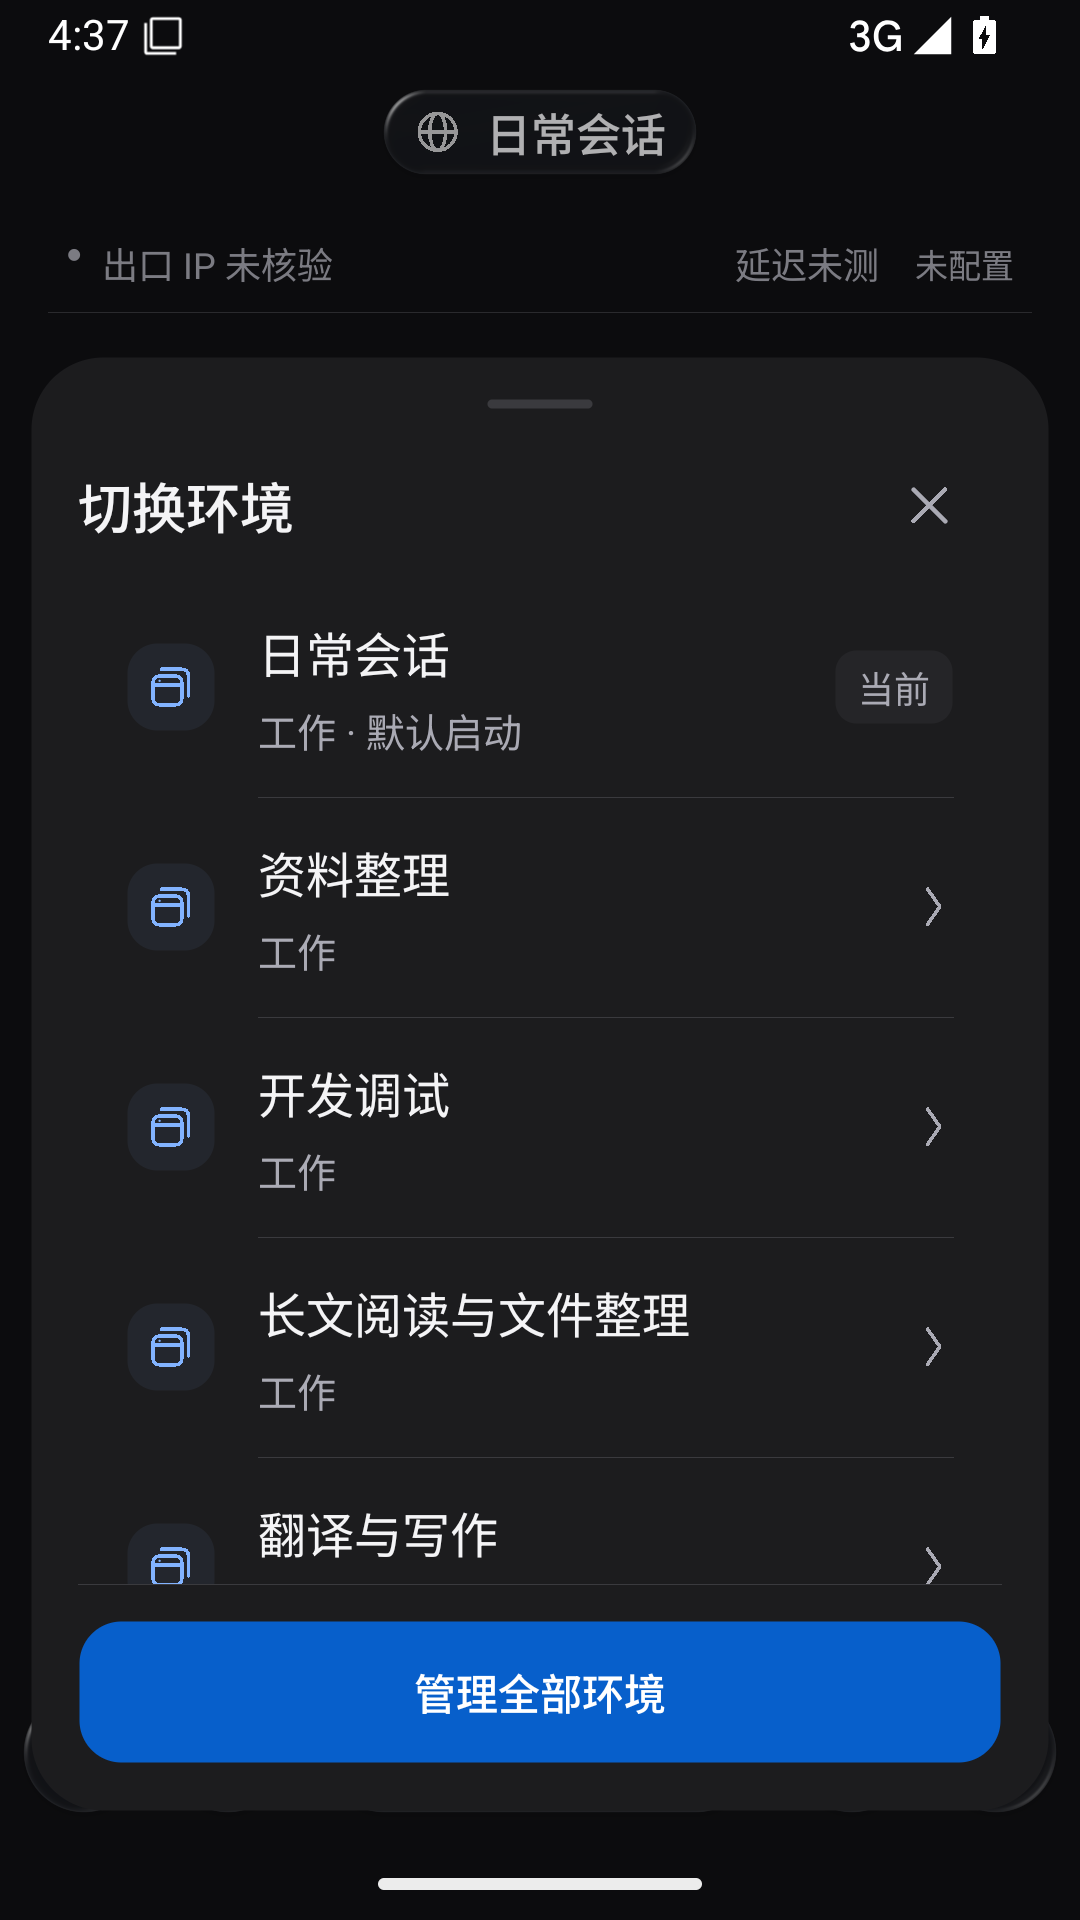 4:37
3G
日常会话
出口 IP 未核验
延迟未测 未配置
切换环境
日常会话
工作 · 默认启动
当前
资料整理
工作
开发调试
工作
长文阅读与文件整理
工作
翻译与写作
管理全部环境